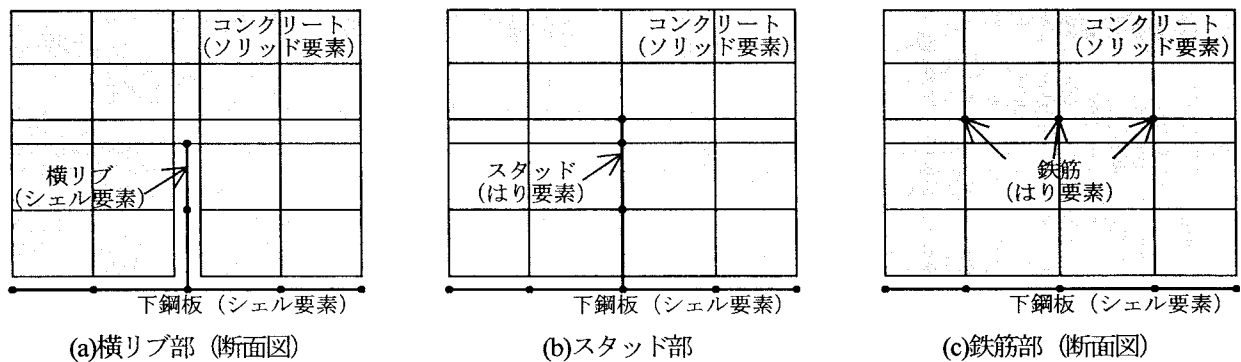 コンクリート
(ソリッド要素)
横リブ
(シェル要素)
下鋼板(シェル要素)
(a)横リブ部(断面図)
コンクリート
(ソリッド要素)
スタッド
(はり要素)
下鋼板(シェル要素)
(b)スタッド部
コンクリート
(ソリッド要素)
鉄筋
(はり要素)
下鋼板(シェル要素)
(c)鉄筋部(断面図)